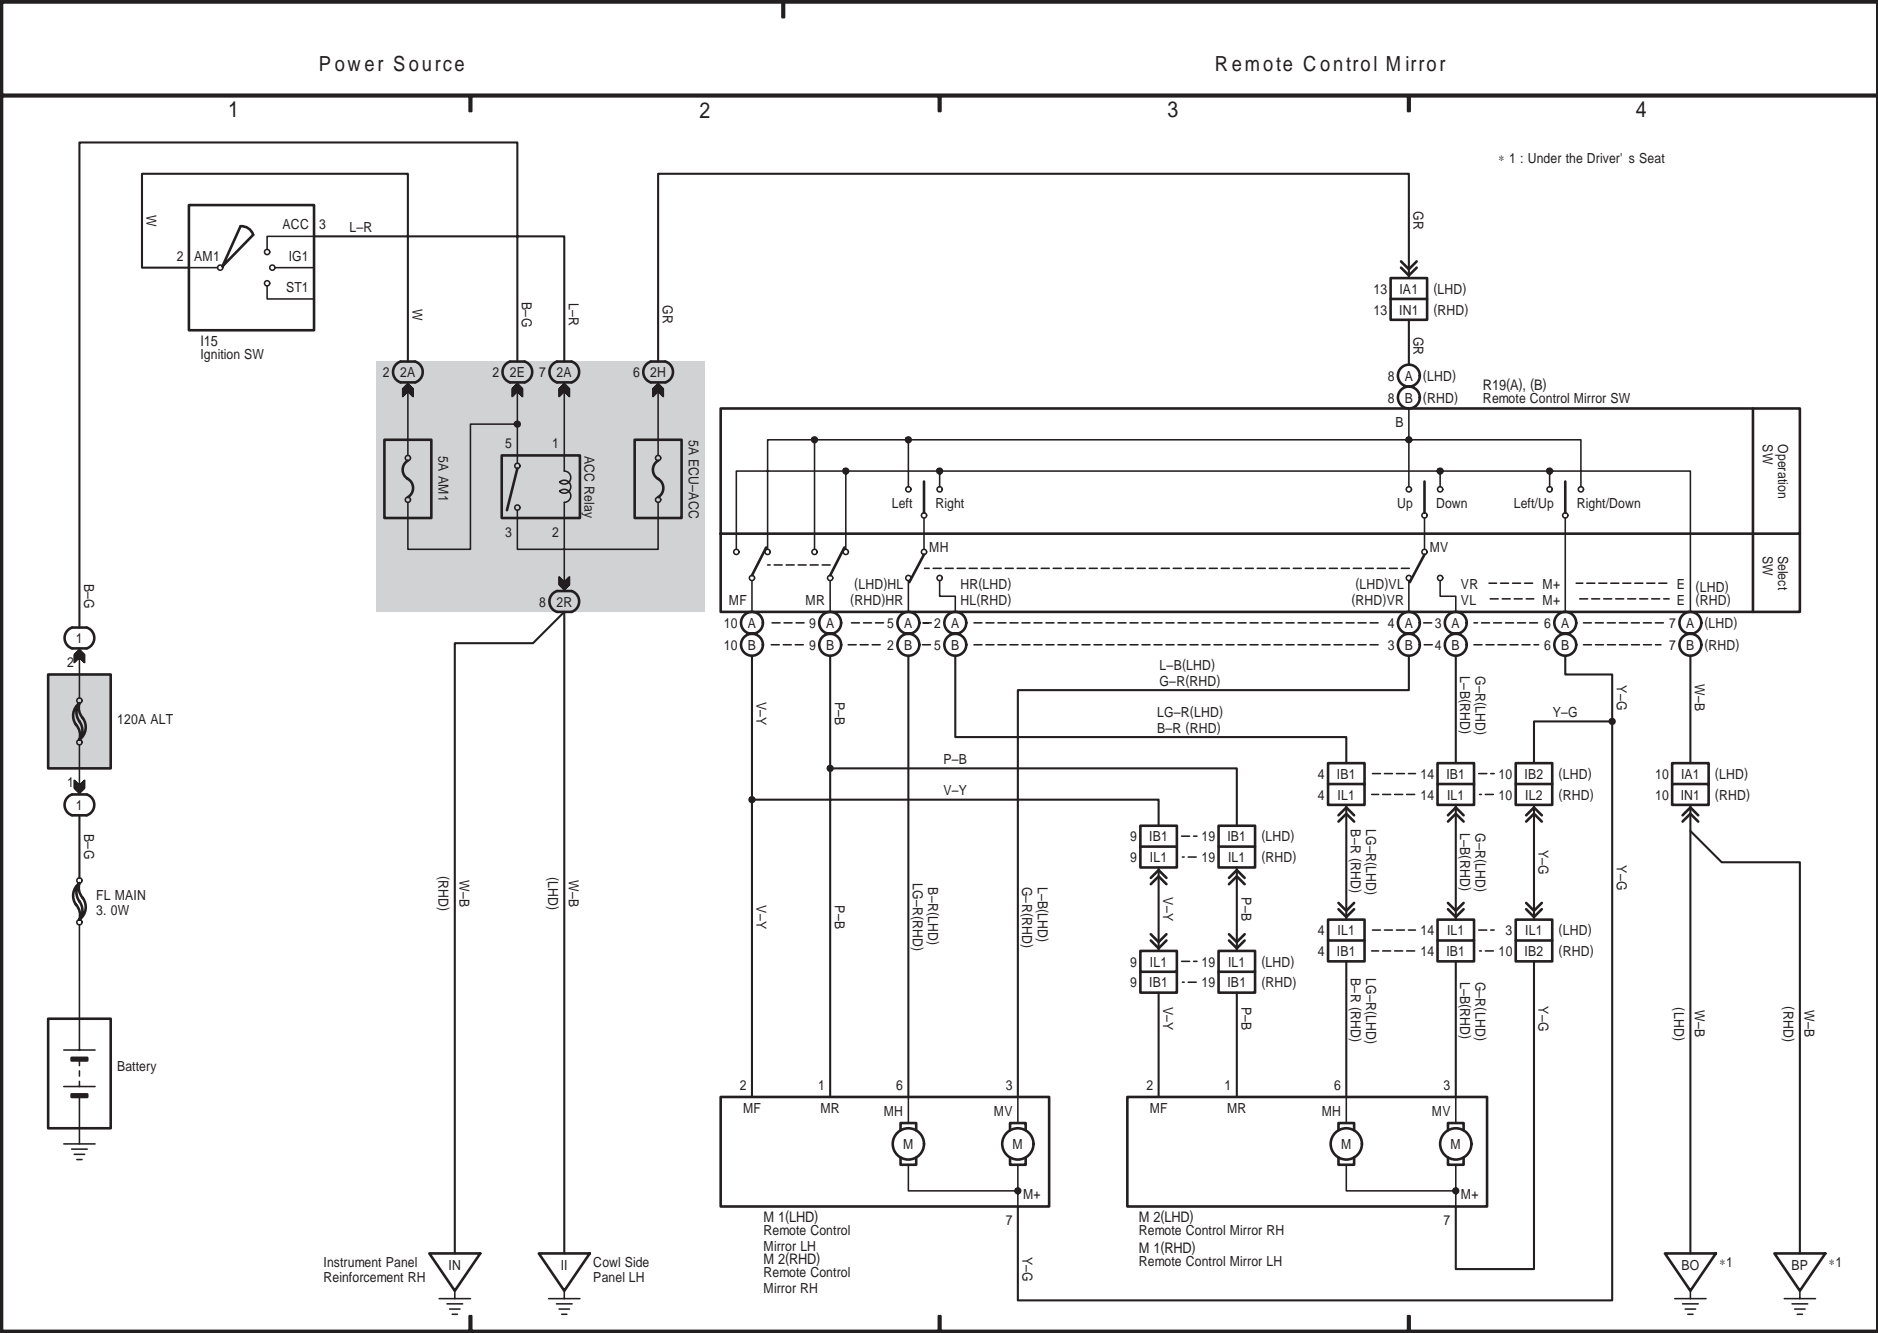 Power Source
Remote Control Mirror
1
2
3
4
* 1 : Under the Driver' s Seat
W
2
AM1
ACC
3
IG1
ST1
L–R
I15
Ignition SW
W
B–G
L–R
GR
2 2A
2 2E
7 2A
6 2H
5A AM1
5
1
3
2
ACC Relay
5A ECU–ACC
8 2R
B–G
1
2
120A ALT
1
1
B–G
FL MAIN
3. 0W
Battery
W–B
(RHD)
W–B
(LHD)
Instrument Panel
Reinforcement RH
IN
II
Cowl Side
Panel LH
GR
13 IA1 (LHD)
13 IN1 (RHD)
GR
8 A (LHD)
8 B (RHD)
R19(A), (B)
Remote Control Mirror SW
B
Operation
SW
Left
Right
Up
Down
Left/Up
Right/Down
Select
SW
MH
MV
(LHD)HL
(RHD)HR
HR(LHD)
HL(RHD)
(LHD)VL
(RHD)VR
VR
VL
M+
M+
E (LHD)
E (RHD)
MF
MR
10 A 9 A 5 A 2 A 4 A 3 A 6 A 7 A (LHD)
10 B 9 B 2 B 5 B 3 B 4 B 6 B 7 B (RHD)
L–B(LHD)
G–R(RHD)
LG–R(LHD)
B–R (RHD)
V–Y
P–B
P–B
V–Y
G–R(LHD)
L–B(RHD)
Y–G
Y–G
W–B
4 IB1 14 IB1 10 IB2 (LHD)
4 IL1 14 IL1 10 IL2 (RHD)
10 IA1 (LHD)
10 IN1 (RHD)
9 IB1 19 IB1 (LHD)
9 IL1 19 IL1 (RHD)
V–Y
P–B
B–R(LHD)
LG–R(RHD)
L–B(LHD)
G–R(RHD)
V–Y
P–B
LG–R(LHD)
B–R (RHD)
G–R(LHD)
L–B(RHD)
Y–G
Y–G
4 IL1 14 IL1 3 IL1 (LHD)
4 IB1 14 IB1 10 IB2 (RHD)
9 IL1 19 IL1 (LHD)
9 IB1 19 IB1 (RHD)
V–Y
P–B
LG–R(LHD)
B–R (RHD)
G–R(LHD)
L–B(RHD)
Y–G
W–B
(LHD)
W–B
(RHD)
2
1
6
3
MF
MR
MH
MV
M
M
M+
7
M 1(LHD)
Remote Control
Mirror LH
M 2(RHD)
Remote Control
Mirror RH
Y–G
2
1
6
3
MF
MR
MH
MV
M
M
M+
7
M 2(LHD)
Remote Control Mirror RH
M 1(RHD)
Remote Control Mirror LH
BO *1
BP *1